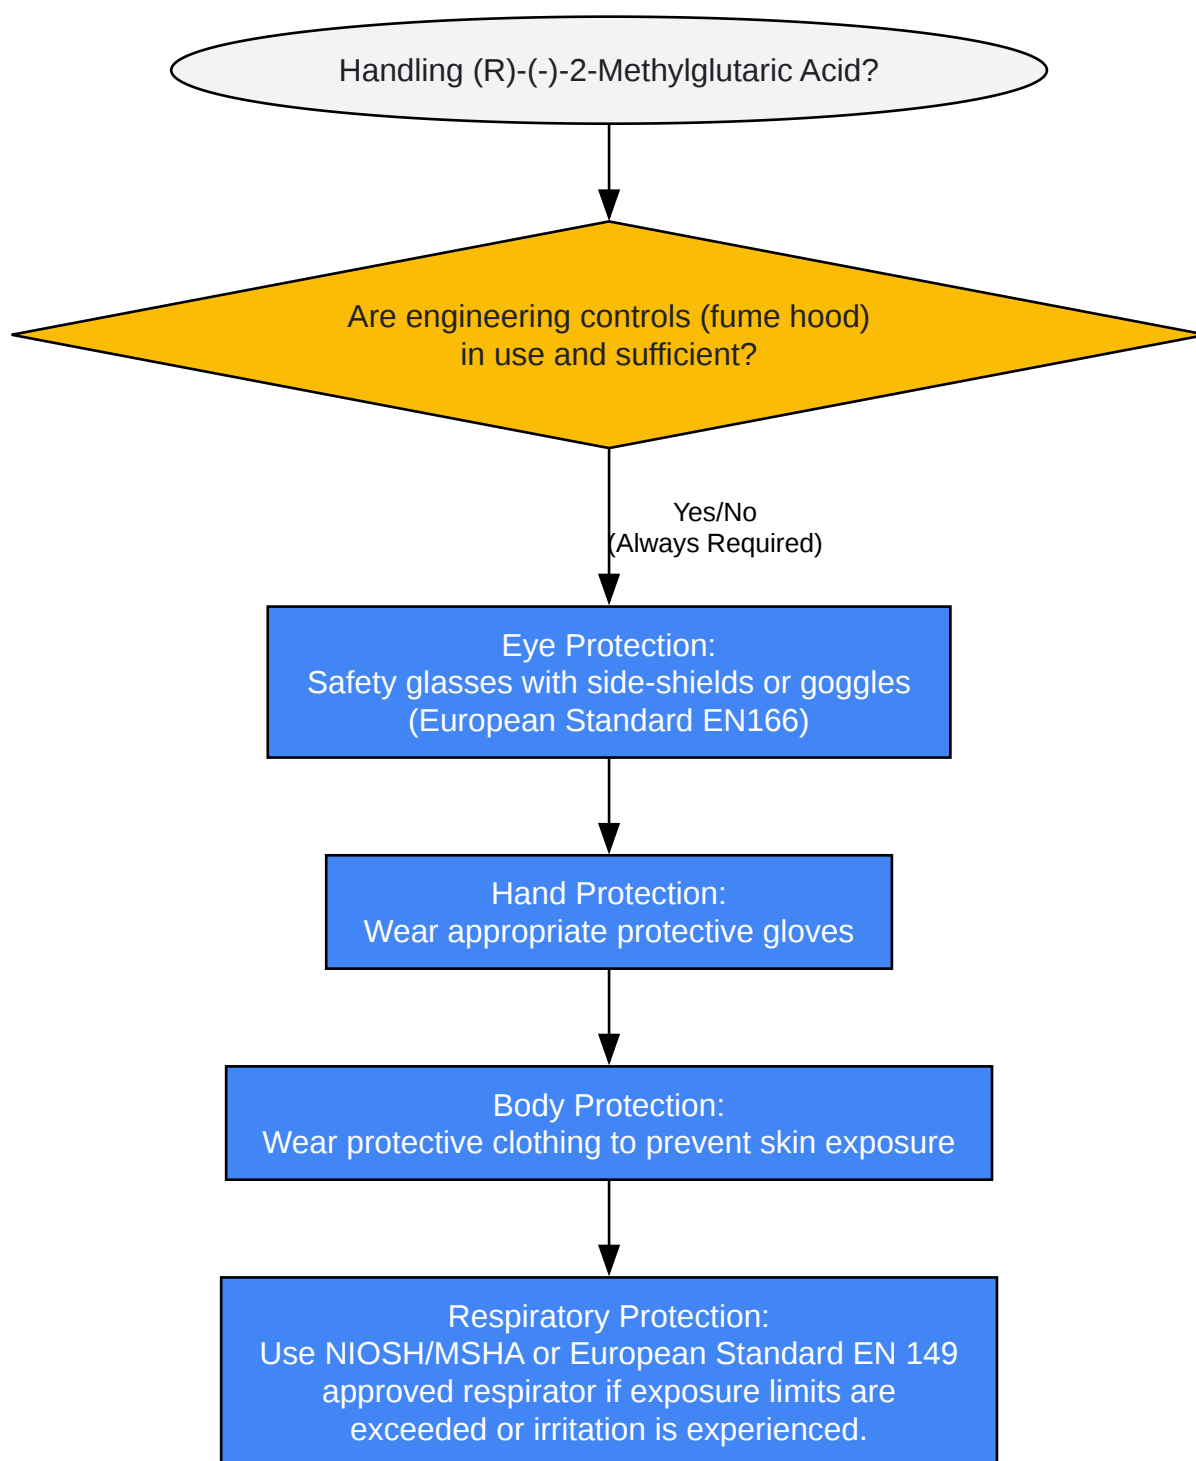 Handling (R)-(-)-2-Methylglutaric Acid?
Are engineering controls (fume hood)
in use and sufficient?
Yes/No
(Always Required)
Eye Protection:
Safety glasses with side-shields or goggles
(European Standard EN166)
Hand Protection:
Wear appropriate protective gloves
Body Protection:
Wear protective clothing to prevent skin exposure
Respiratory Protection:
Use NIOSH/MSHA or European Standard EN 149
approved respirator if exposure limits are
exceeded or irritation is experienced.